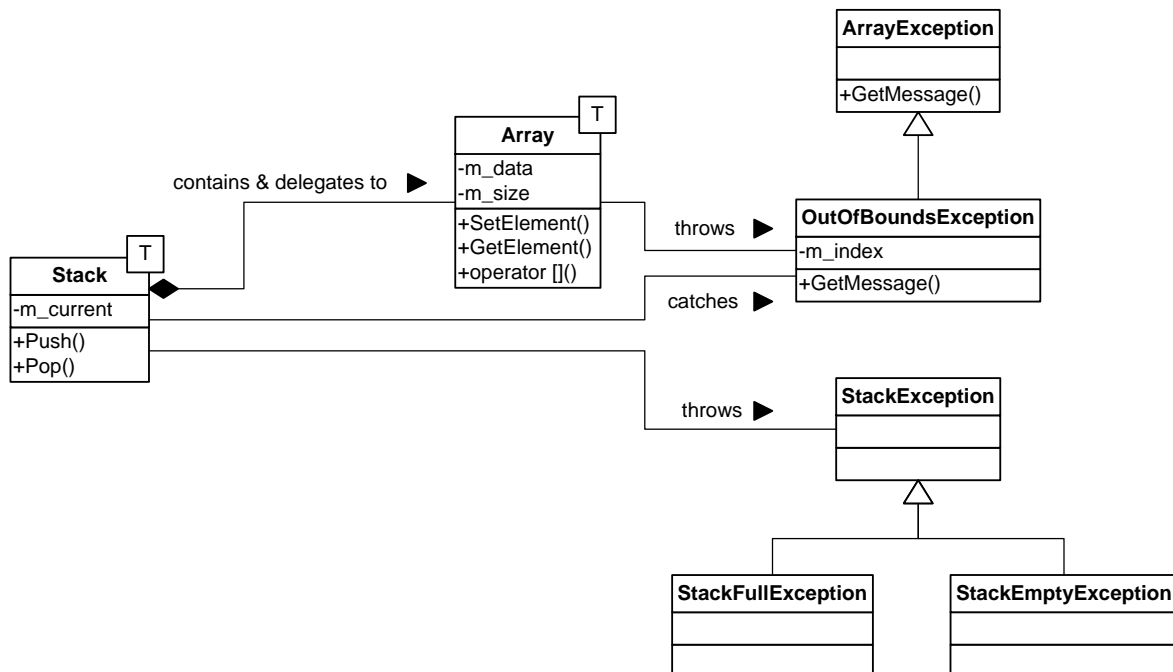 ArrayException
+GetMessage()
T
Array
-m_data
-m_size
+SetElement()
+GetElement()
+operator []()
contains & delegates to
throws
OutOfBoundsException
-m_index
+GetMessage()
T
Stack
-m_current
+Push()
+Pop()
catches
throws
StackException
StackFullException
StackEmptyException